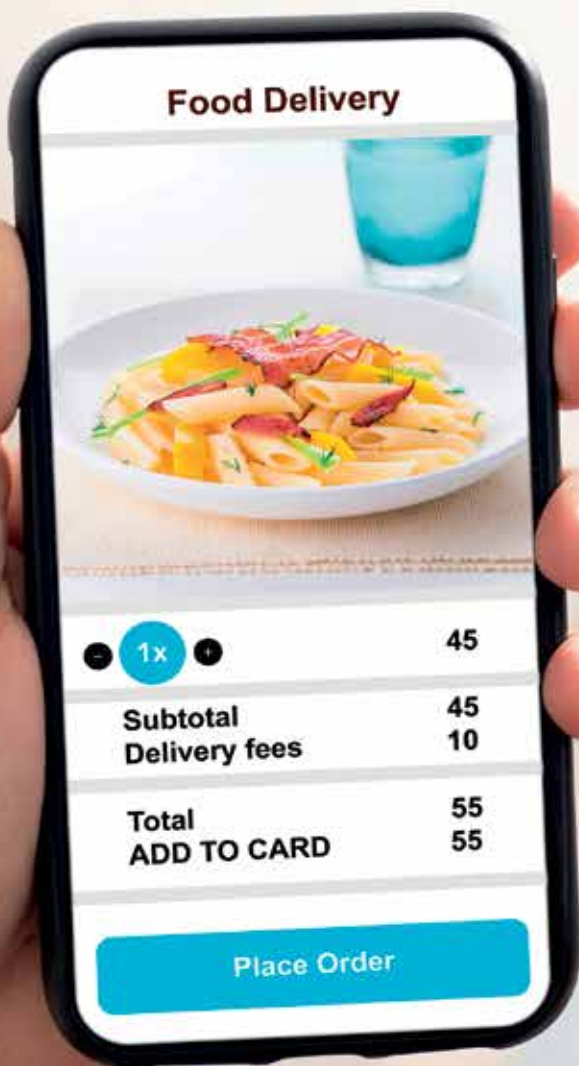 Food Delivery
- 1x + 45
Subtotal 45
Delivery fees 10
Total 55
ADD TO CARD 55
Place Order